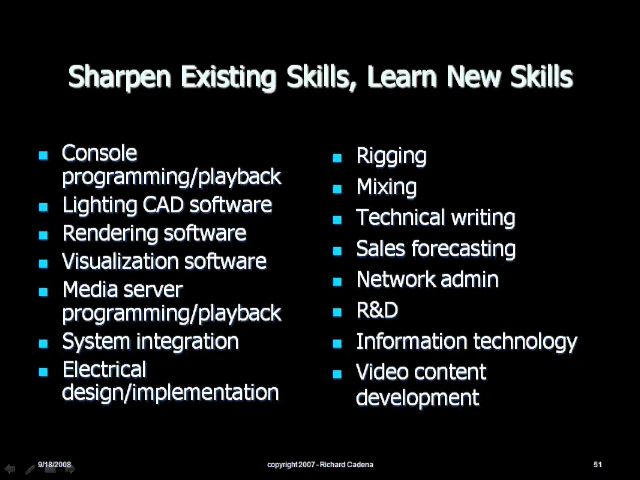 Sharpen Existing Skills, Learn New Skills
Console
programming/playback
Lighting CAD software
Rendering software
Visualization software
Media server
programming/playback
System integration
Electrical
design/implementation
Rigging
Mixing
Technical writing
Sales forecasting
Network admin
R&D
Information technology
Video content
development
9/18/2008
copyright 2007 - Richard Cadena
51